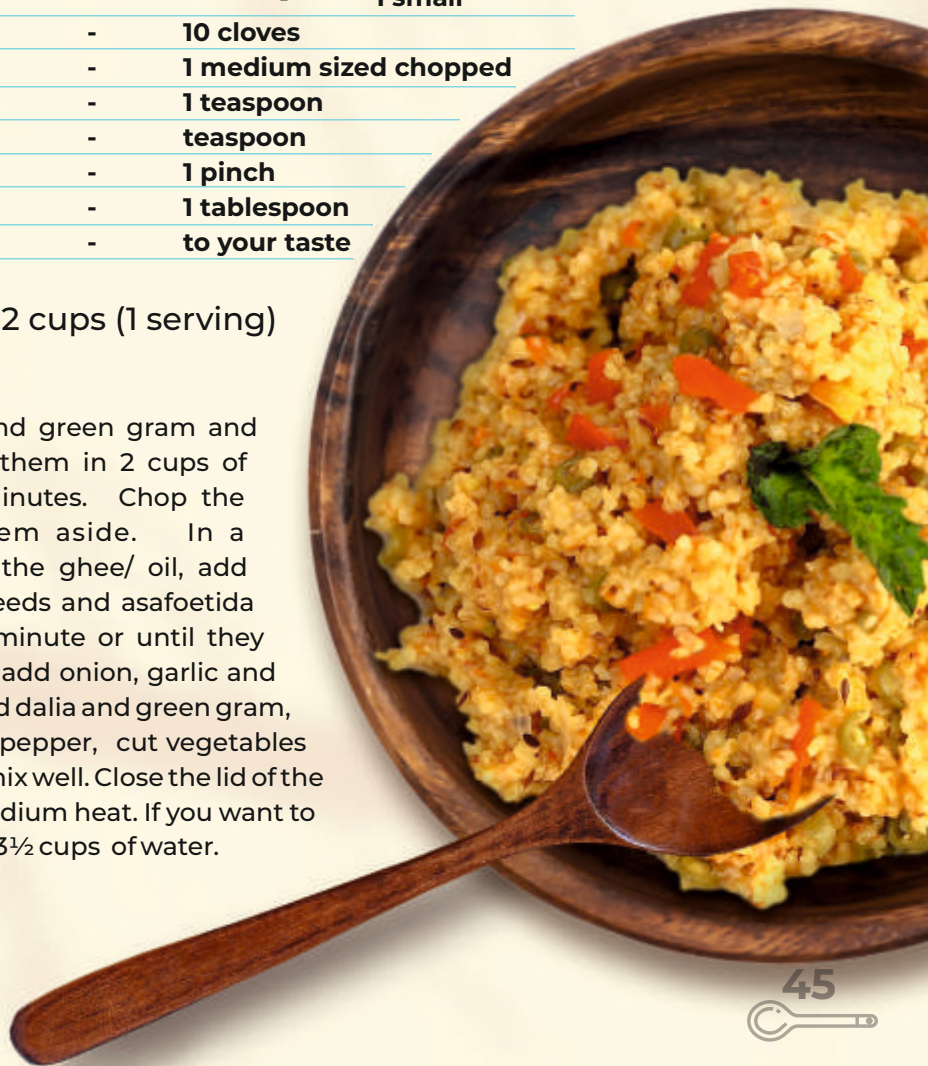 - 1 small
- 10 cloves
- 1 medium sized chopped
- 1 teaspoon
- teaspoon
- 1 pinch
- 1 tablespoon
- to your taste
2 cups (1 serving)
nd green gram and
them in 2 cups of
inutes. Chop the
em aside. In a
the ghee/ oil, add
eeds and asafoetida
minute or until they
add onion, garlic and
d dalia and green gram,
pepper, cut vegetables
mix well. Close the lid of the
dium heat. If you want to
3½ cups of water.
45